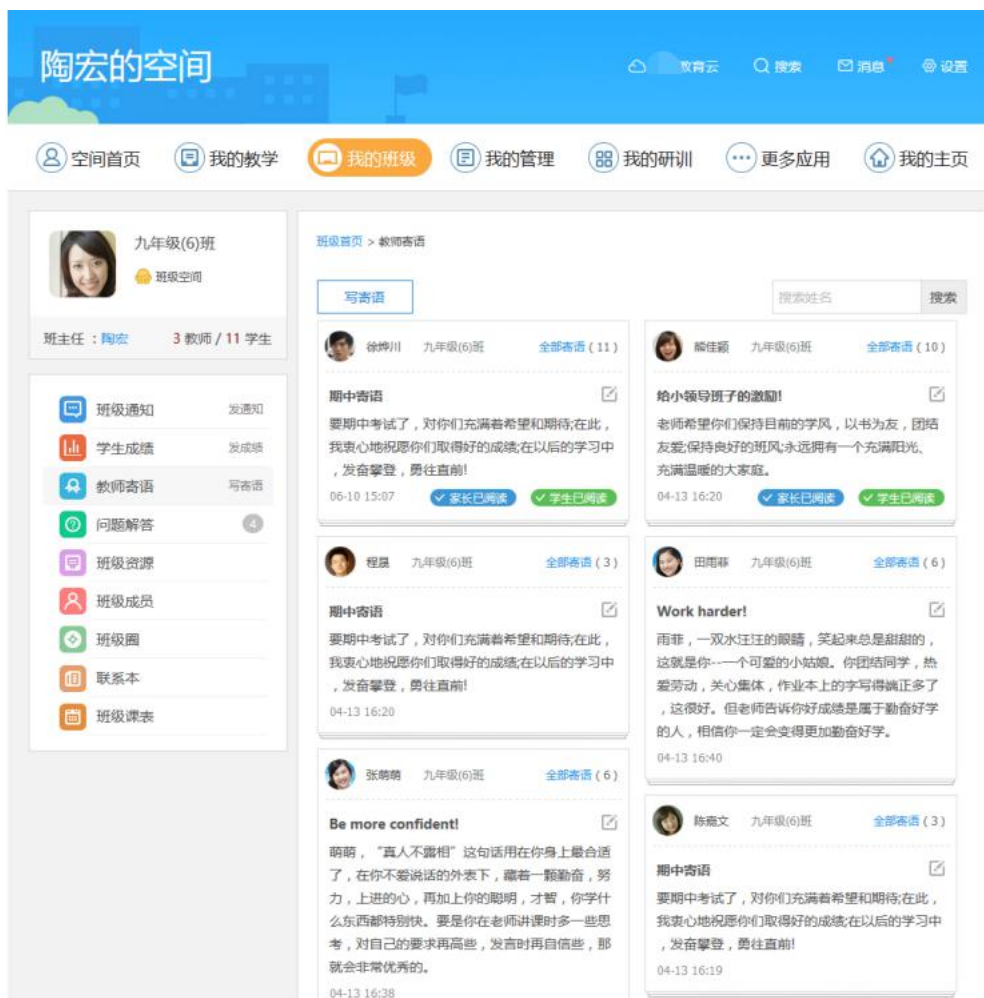 陶宏的空间
教育云 搜索 消息 设置
空间首页 我的教学 我的班级 我的管理 我的研训 更多应用 我的主页
九年级(6)班
班级空间
班主任 : 陶宏 3 教师 / 11 学生
班级通知 发通知
学生成绩 发成绩
教师寄语 写寄语
问题解答 4
班级资源
班级成员
班级圈
联系本
班级课表
班级首页 > 教师寄语
写寄语 搜索姓名 搜索
徐烨川 九年级(6)班 全部寄语 ( 11 )
期中寄语
要期中考试了，对你们充满着希望和期待;在此，
我衷心地祝愿你们取得好的成绩;在以后的学习中
，发奋攀登，勇往直前!
06-10 15:07 家长已阅读 学生已阅读
熊佳颖 九年级(6)班 全部寄语 ( 10 )
给小领导班子的激励!
老师希望你们保持目前的学风，以书为友，团结
友爱;保持良好的班风;永远拥有一个充满阳光、
充满温暖的大家庭。
04-13 16:20 家长已阅读 学生已阅读
程晟 九年级(6)班 全部寄语 ( 3 )
期中寄语
要期中考试了，对你们充满着希望和期待;在此，
我衷心地祝愿你们取得好的成绩;在以后的学习中
，发奋攀登，勇往直前!
04-13 16:20
田雨菲 九年级(6)班 全部寄语 ( 6 )
Work harder!
雨菲，一双水汪汪的眼睛，笑起来总是甜甜的，
这就是你--一个可爱的小姑娘。你团结同学，热
爱劳动，关心集体，作业本上的字写得端正多了
，这很好。但老师告诉你好成绩是属于勤奋好学
的人，相信你一定会变得更加勤奋好学。
04-13 16:40
张萌萌 九年级(6)班 全部寄语 ( 6 )
Be more confident!
萌萌，“真人不露相”这句话用在你身上最合适
了，在你不爱说话的外表下，藏着一颗勤奋，努
力，上进的心，再加上你的聪明，才智，你学什
么东西都特别快。要是你在老师讲课时多一些思
考，对自己的要求再高些，发言时再自信些，那
就会非常优秀的。
04-13 16:38
陈嘉文 九年级(6)班 全部寄语 ( 3 )
期中寄语
要期中考试了，对你们充满着希望和期待;在此，
我衷心地祝愿你们取得好的成绩;在以后的学习中
，发奋攀登，勇往直前!
04-13 16:19